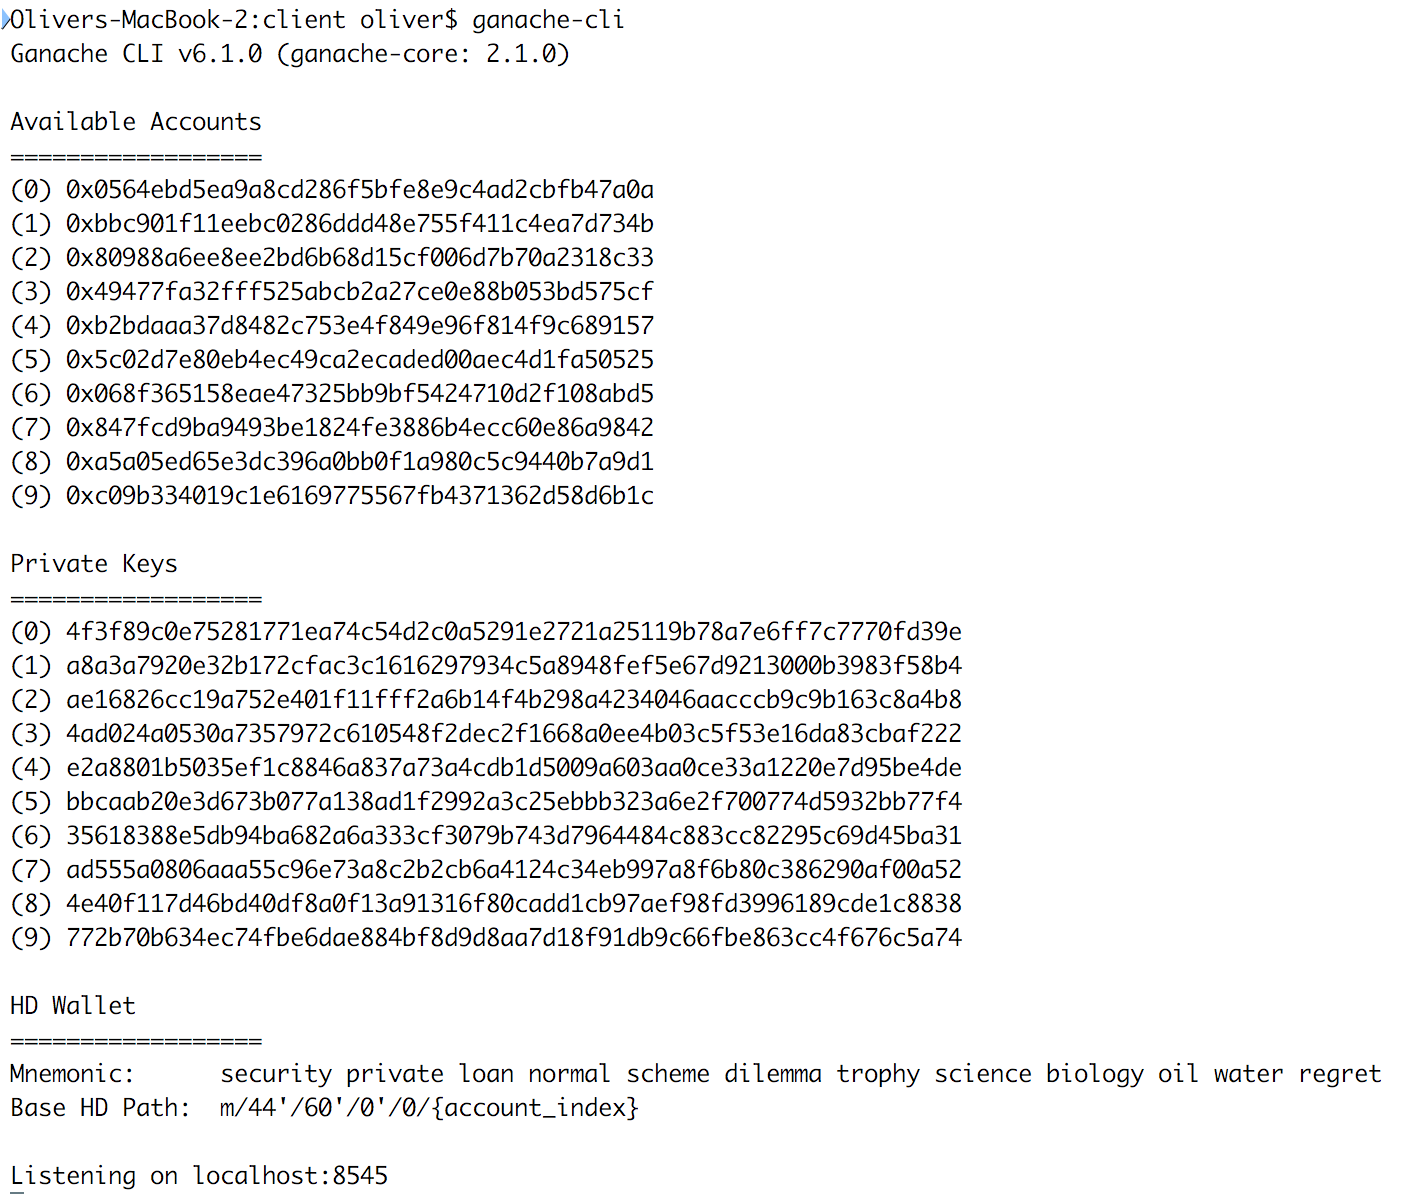 Olivers-MacBook-2:client oliver$ ganache-cli
Ganache CLI v6.1.0 (ganache-core: 2.1.0)
Available Accounts
==================
(0) 0x0564ebd5ea9a8cd286f5bfe8e9c4ad2cbfb47a0a
(1) 0xbbc901f11eebc0286ddd48e755f411c4ea7d734b
(2) 0x80988a6ee8ee2bd6b68d15cf006d7b70a2318c33
(3) 0x49477fa32fff525abcb2a27ce0e88b053bd575cf
(4) 0xb2bdaaa37d8482c753e4f849e96f814f9c689157
(5) 0x5c02d7e80eb4ec49ca2ecaded00aec4d1fa50525
(6) 0x068f365158eae47325bb9bf5424710d2f108abd5
(7) 0x847fcd9ba9493be1824fe3886b4ecc60e86a9842
(8) 0xa5a05ed65e3dc396a0bb0f1a980c5c9440b7a9d1
(9) 0xc09b334019c1e6169775567fb4371362d58d6b1c
Private Keys
==================
(0) 4f3f89c0e75281771ea74c54d2c0a5291e2721a25119b78a7e6ff7c7770fd39e
(1) a8a3a7920e32b172cfac3c1616297934c5a8948fef5e67d9213000b3983f58b4
(2) ae16826cc19a752e401f11fff2a6b14f4b298a4234046aacccb9c9b163c8a4b8
(3) 4ad024a0530a7357972c610548f2dec2f1668a0ee4b03c5f53e16da83cbaf222
(4) e2a8801b5035ef1c8846a837a73a4cdb1d5009a603aa0ce33a1220e7d95be4de
(5) bbcaab20e3d673b077a138ad1f2992a3c25ebbb323a6e2f700774d5932bb77f4
(6) 35618388e5db94ba682a6a333cf3079b743d7964484c883cc82295c69d45ba31
(7) ad555a0806aaa55c96e73a8c2b2cb6a4124c34eb997a8f6b80c386290af00a52
(8) 4e40f117d46bd40df8a0f13a91316f80cadd1cb97aef98fd3996189cde1c8838
(9) 772b70b634ec74fbe6dae884bf8d9d8aa7d18f91db9c66fbe863cc4f676c5a74
HD Wallet
==================
Mnemonic:      security private loan normal scheme dilemma trophy science biology oil water regret
Base HD Path:  m/44'/60'/0'/0/{account_index}
Listening on localhost:8545